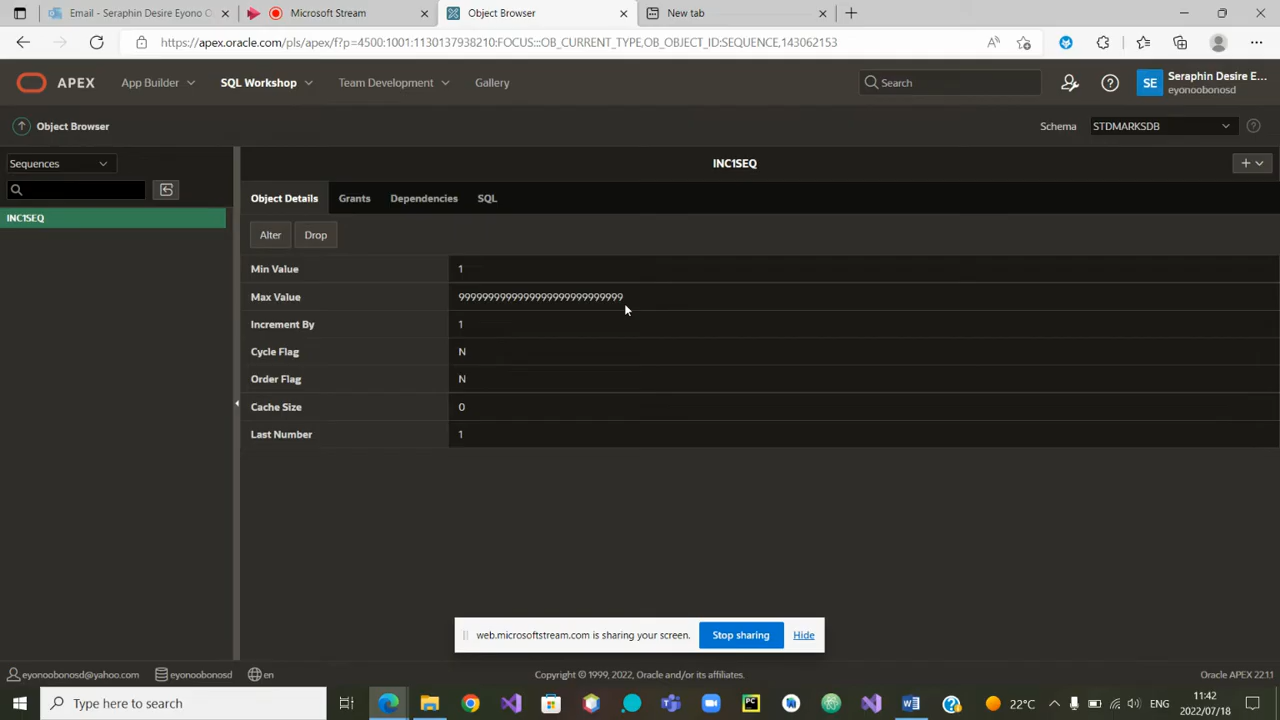 Email - Seraphin Desire Eyono O
Microsoft Stream
Object Browser
New tab
https://apex.oracle.com/pls/apex/f?p=4500:1001:1130137938210:FOCUS:::OB_CURRENT_TYPE,OB_OBJECT_ID:SEQUENCE,143062153
APEX
App Builder
SQL Workshop
Team Development
Gallery
Search
SE
Seraphin Desire E...
eyonoobonosd
Object Browser
Schema
STDMARKSDB
Sequences
INC1SEQ
INC1SEQ
Object Details
Grants
Dependencies
SQL
Alter
Drop
Min Value 1
Max Value 9999999999999999999999999999
Increment By 1
Cycle Flag N
Order Flag N
Cache Size 0
Last Number 1
web.microsoftstream.com is sharing your screen.
Stop sharing
Hide
eyonoobonosd@yahoo.com
eyonoobonosd
en
Copyright © 1999, 2022, Oracle and/or its affiliates.
Oracle APEX 22.1.1
Type here to search
22°C
ENG
11:42
2022/07/18